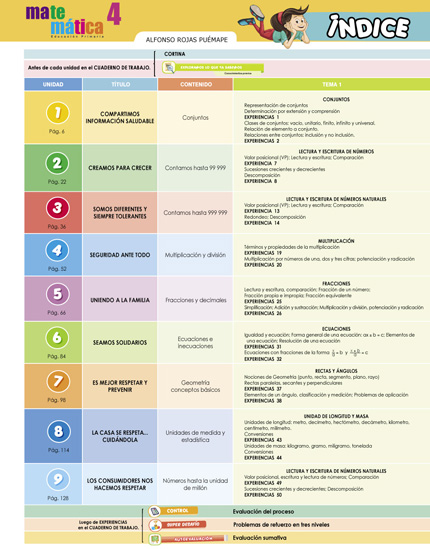 mate
mática 4
Educación Primaria
ALFONSO ROJAS PUÉMAPE
ÍNDICE
CORTINA
Antes de cada unidad en el CUADERNO DE TRABAJO.
UNIDAD TÍTULO CONTENIDO TEMA 1
1
Pág. 6
COMPARTIMOS
INFORMACIÓN SALUDABLE
Conjuntos
CONJUNTOS
Representación de conjuntos
Determinación por extensión y comprensión
EXPERIENCIAS 1
Clases de conjuntos: vacío, unitario, finito, infinito y universal.
Relación de elemento a conjunto.
Relaciones entre conjuntos: inclusión y no inclusión.
EXPERIENCIAS 2
2
Pág. 22
CREAMOS PARA CRECER
Contamos hasta 99 999
LECTURA Y ESCRITURA DE NÚMEROS
Valor posicional (VP); Lectura y escritura; Comparación
EXPERIENCIA 7
Sucesiones crecientes y decrecientes
Descomposición
EXPERIENCIA 8
3
Pág. 36
SOMOS DIFERENTES Y
SIEMPRE TOLERANTES
Contamos hasta 999 999
LECTURA Y ESCRITURA DE NÚMEROS NATURALES
Valor posicional (VP); Lectura y escritura; Comparación
EXPERIENCIA 13
Redondeo; Descomposición
EXPERIENCIA 14
4
Pág. 52
SEGURIDAD ANTE TODO
Multiplicación y división
MULTIPLICACIÓN
Términos y propiedades de la multiplicación
EXPERIENCIAS 19
Multiplicación por números de uno, dos y tres cifras; potenciación y radicación
EXPERIENCIAS 20
5
Pág. 66
UNIENDO A LA FAMILIA
Fracciones y decimales
FRACCIONES
Lectura y escritura, comparación; Fracción de un número;
Fracción propia e impropia; Fracción equivalente
EXPERIENCIAS 25
Simplificación; Adición y sustracción; Multiplicación y división, potenciación y radicación
EXPERIENCIAS 26
6
Pág. 84
SEAMOS SOLIDARIOS
Ecuaciones e
inecuaciones
ECUACIONES
Igualdad y ecuación; Forma general de una ecuación: ax ± b = c; Elementos de
una ecuación; Resolución de una ecuación
EXPERIENCIAS 31
Ecuaciones con fracciones de la forma
EXPERIENCIAS 32
7
Pág. 98
ES MEJOR RESPETAR Y
PREVENIR
Geometría
conceptos básicos
RECTAS Y ÁNGULOS
Nociones de Geometría (punto, recta, segmento, plano, rayo)
Rectas paralelas, secantes y perpendiculares
EXPERIENCIAS 37
Elementos de un ángulo, clasificación y medición; Problemas de aplicación
EXPERIENCIAS 38
8
Pág. 114
LA CASA SE RESPETA...
CUIDÁNDOLA
Unidades de medida y
estadística
UNIDAD DE LONGITUD Y MASA
Unidades de longitud: metro, decímetro, hectómetro, decámetro, kilómetro,
centímetro, milímetro.
Conversiones
EXPERIENCIAS 43
Unidades de masa: kilogramo, gramo, miligramo, tonelada
Conversiones
EXPERIENCIAS 44
9
Pág. 128
LOS CONSUMIDORES NOS
HACEMOS RESPETAR
Números hasta la unidad
de millón
LECTURA Y ESCRITURA DE NÚMEROS NATURALES
Valor posicional, escritura y lectura de números; Comparación
EXPERIENCIAS 49
Sucesiones crecientes y decrecientes; Descomposición
EXPERIENCIAS 50
Luego de EXPERIENCIAS
en el CUADERNO DE TRABAJO.
CONTROL Evaluación del proceso
SUPER DESAFÍO Problemas de refuerzo en tres niveles
AUTOEVALUACIÓN Evaluación sumativa